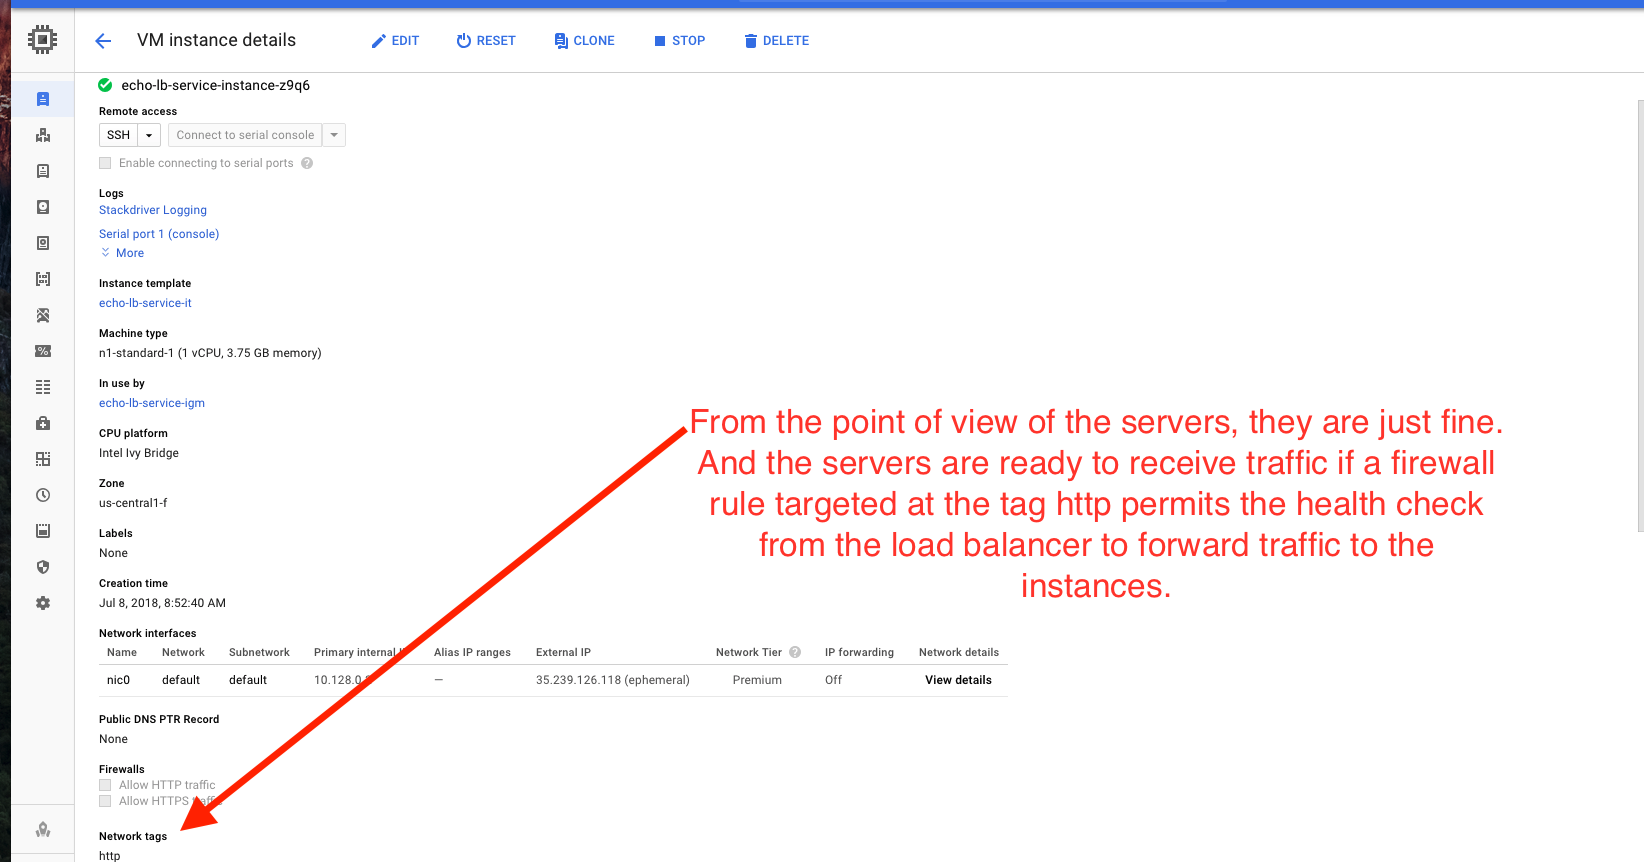 VM instance details EDIT RESET CLONE STOP DELETE
echo-lb-service-instance-z9q6
Remote access
SSH Connect to serial console
Enable connecting to serial ports ?
Logs
Stackdriver Logging
Serial port 1 (console)
More
Instance template
echo-lb-service-it
Machine type
n1-standard-1 (1 vCPU, 3.75 GB memory)
In use by
echo-lb-service-igm
CPU platform
Intel Ivy Bridge
Zone
us-central1-f
Labels
None
Creation time
Jul 8, 2018, 8:52:40 AM
From the point of view of the servers, they are just fine.
And the servers are ready to receive traffic if a firewall
rule targeted at the tag http permits the health check
from the load balancer to forward traffic to the
instances.
Network interfaces
Name Network Subnetwork Primary internal Alias IP ranges External IP Network Tier ? IP forwarding Network details
nic0 default default 10.128.0. — 35.239.126.118 (ephemeral) Premium Off View details
Public DNS PTR Record
None
Firewalls
Allow HTTP traffic
Allow HTTPS traffic
Network tags
http